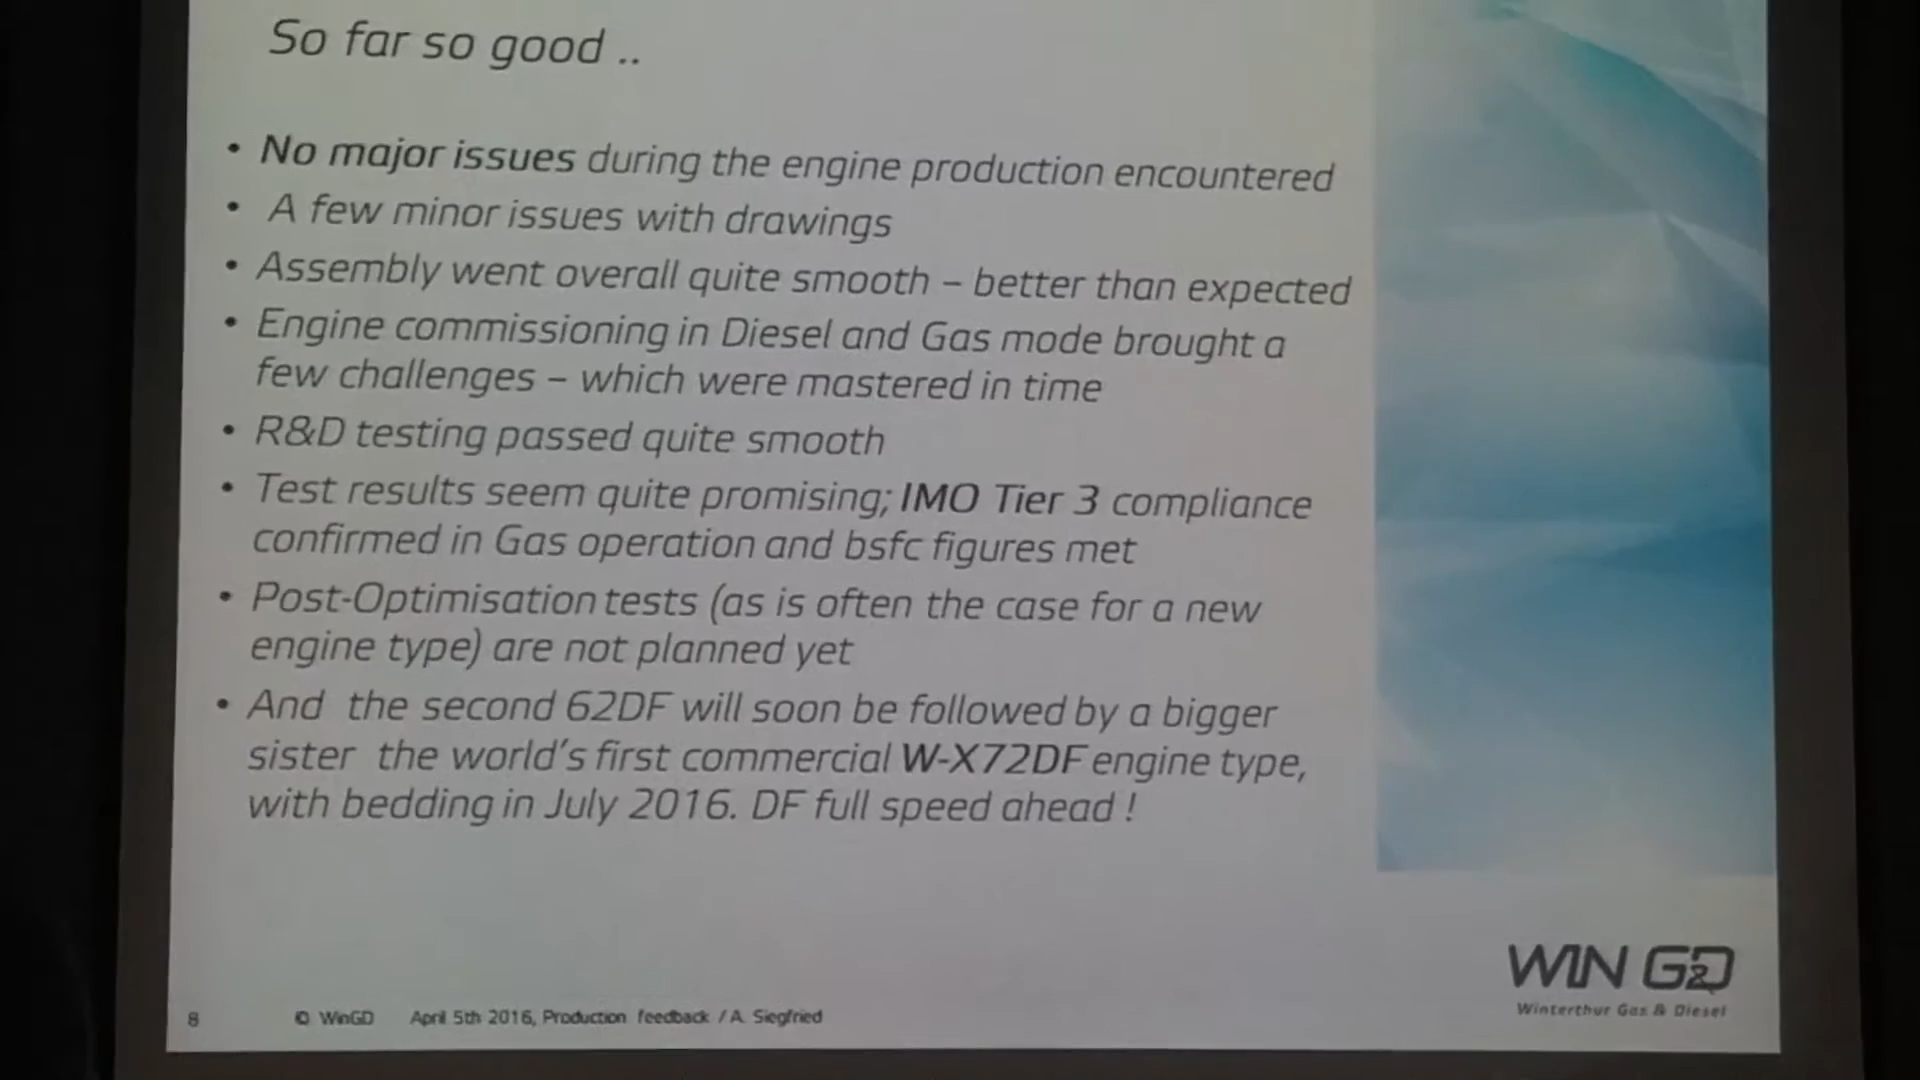 So far so good ..
• No major issues during the engine production encountered
• A few minor issues with drawings
• Assembly went overall quite smooth – better than expected
• Engine commissioning in Diesel and Gas mode brought a
few challenges – which were mastered in time
• R&D testing passed quite smooth
• Test results seem quite promising; IMO Tier 3 compliance
confirmed in Gas operation and bsfc figures met
• Post-Optimisation tests (as is often the case for a new
engine type) are not planned yet
• And the second 62DF will soon be followed by a bigger
sister the world's first commercial W-X72DF engine type,
with bedding in July 2016. DF full speed ahead !
WIN G&D
Winterthur Gas & Diesel
8 © WinGD April 5th 2016, Production feedback / A. Siegfried